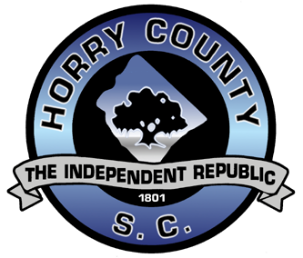 HORRY COUNTY
THE INDEPENDENT REPUBLIC
1801
S. C.